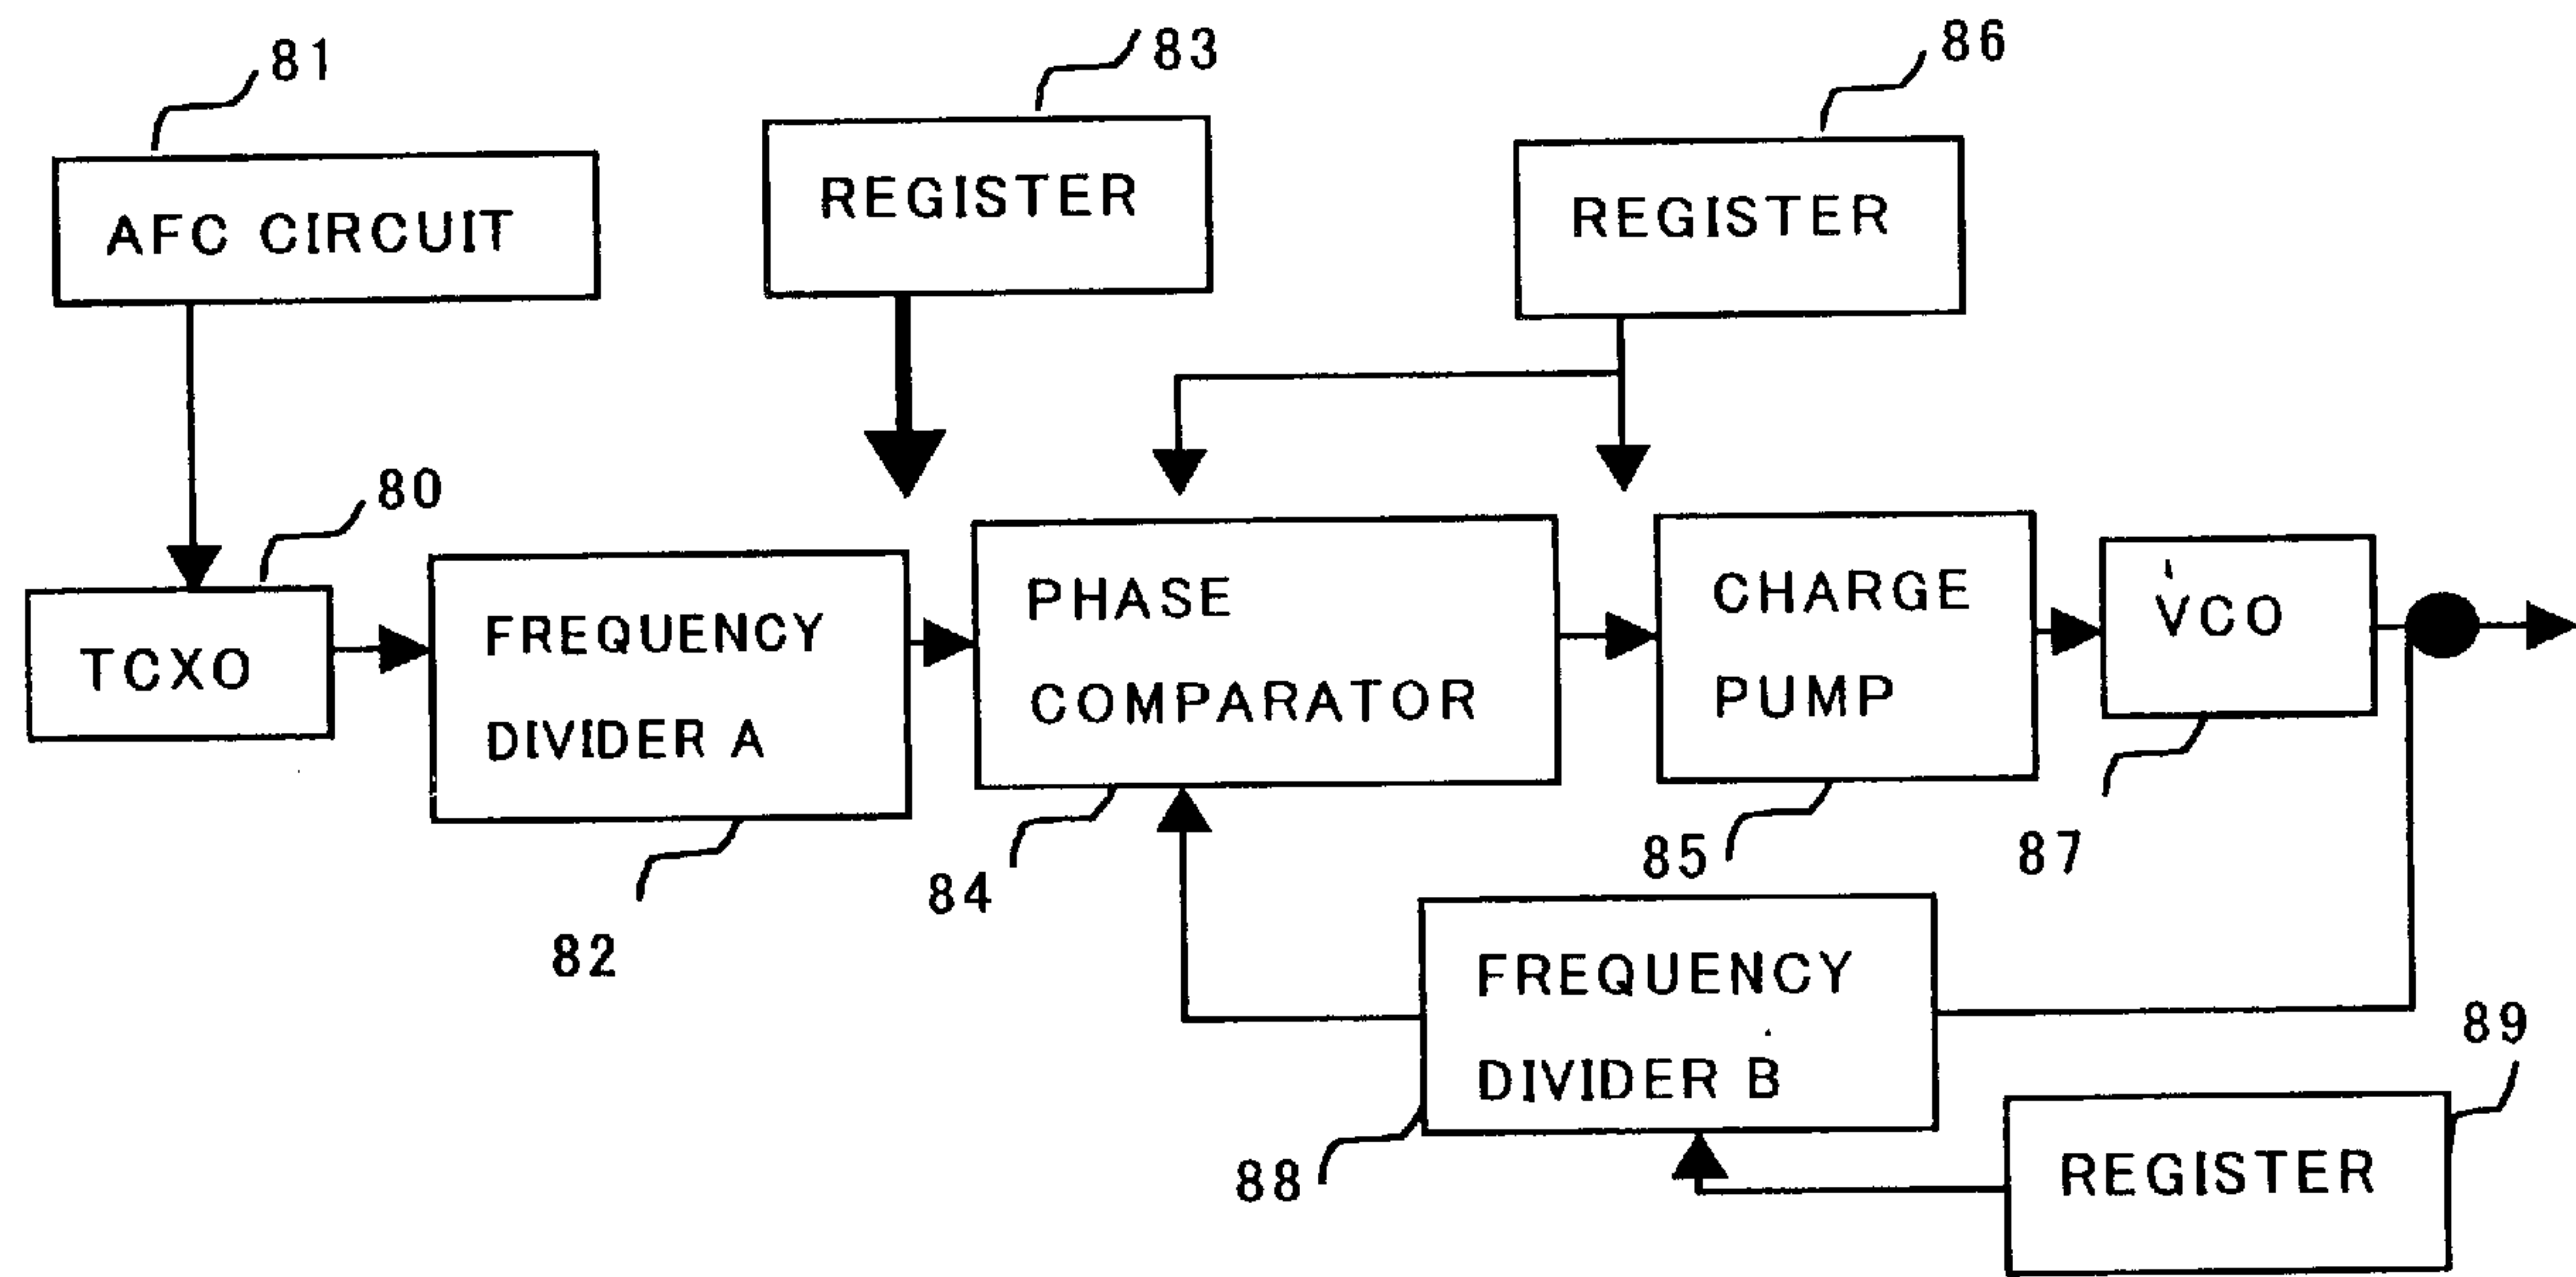 81
83
86
AFC CIRCUIT
REGISTER
REGISTER
80
TCXO
FREQUENCY
DIVIDER A
PHASE
COMPARATOR
CHARGE
PUMP
VCO
82
84
85
87
FREQUENCY
DIVIDER B
88
89
REGISTER